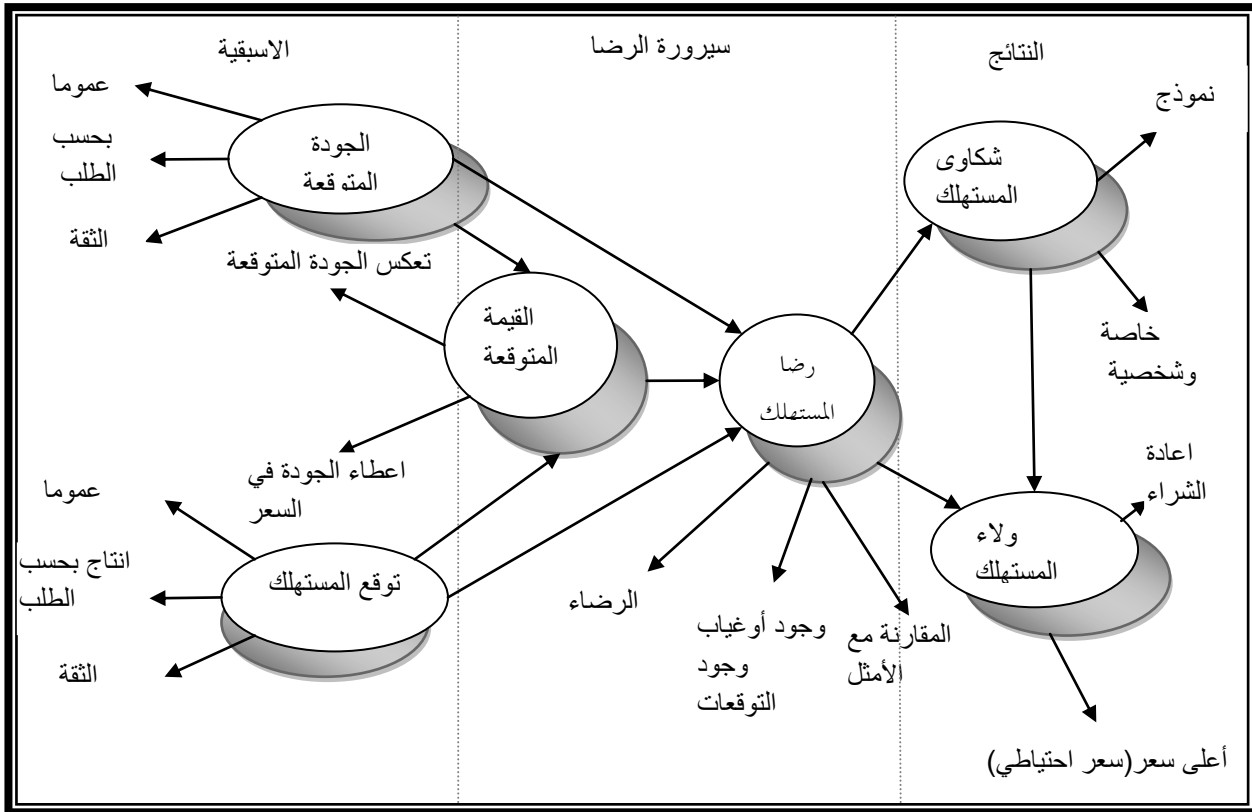 الاسبقية
سيرورة الرضا
النتائج
عموما
بحسب
الطلب
الثقة
الجودة
المتوقعة
تعكس الجودة المتوقعة
القيمة
المتوقعة
اعطاء الجودة في
السعر
عموما
انتاج بحسب
الطلب
الثقة
توقع المستهلك
رضا
المستهلك
الرضاء
وجود أوغياب
وجود
التوقعات
المقارنة مع
الأمثل
شكاوى
المستهلك
نموذج
خاصة
وشخصية
ولاء
المستهلك
اعادة
الشراء
أعلى سعر(سعر احتياطي)